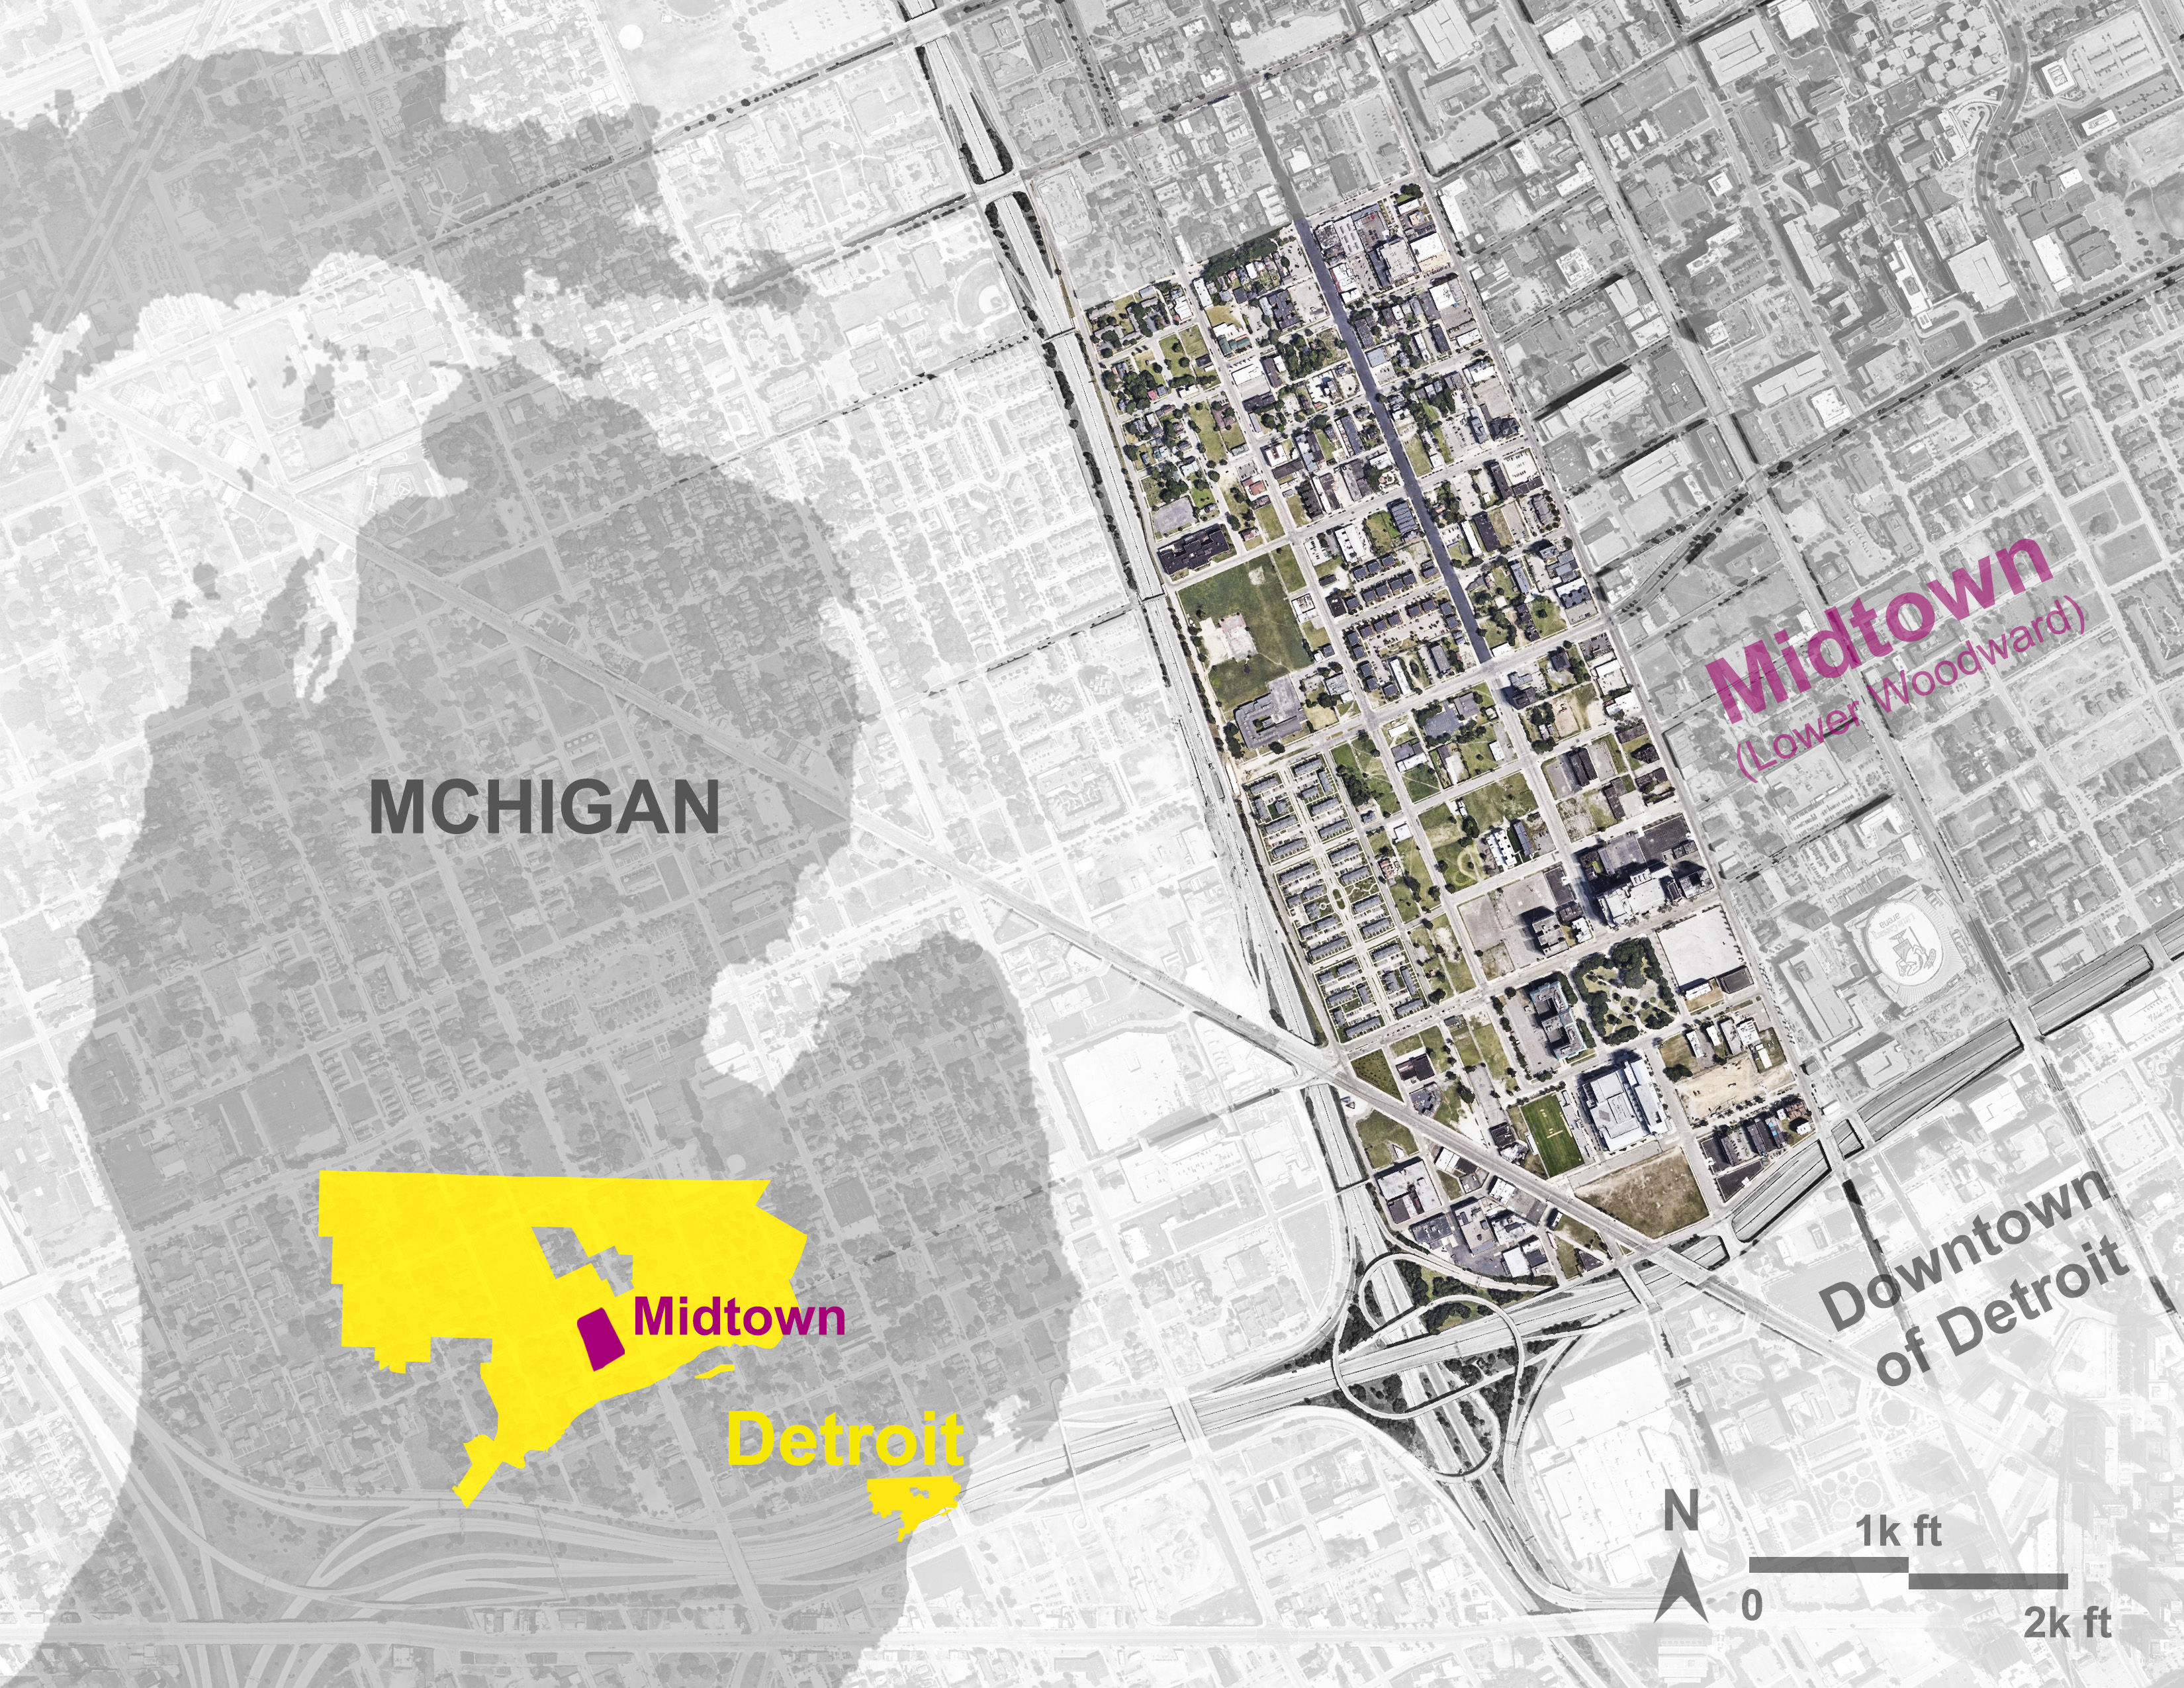 Midtown
(Lower Woodward)
MCHIGAN
Downtown
of Detroit
Midtown
Detroit
N
1k ft
0
2k ft